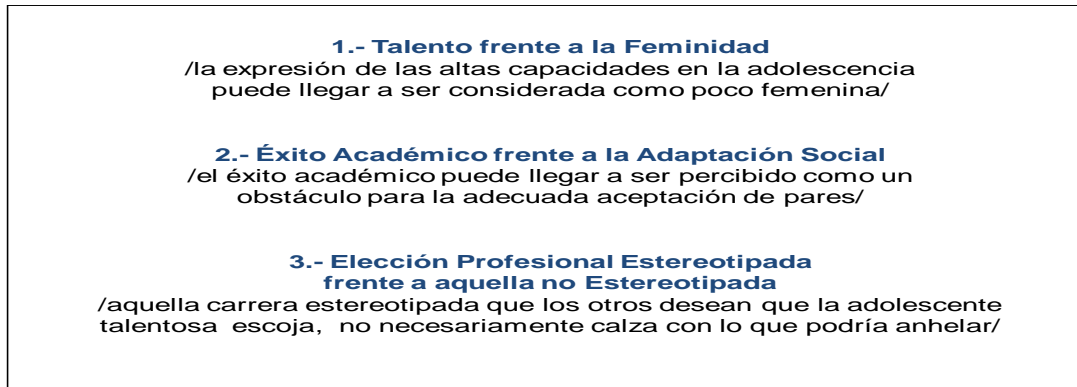 1.- Talento frente a la Feminidad
/la expresión de las altas capacidades en la adolescencia
puede llegar a ser considerada como poco femenina/
2.- Éxito Académico frente a la Adaptación Social
/el éxito académico puede llegar a ser percibido como un
obstáculo para la adecuada aceptación de pares/
3.- Elección Profesional Estereotipada
frente a aquella no Estereotipada
/aquella carrera estereotipada que los otros desean que la adolescente
talentosa escoja, no necesariamente calza con lo que podría anhelar/